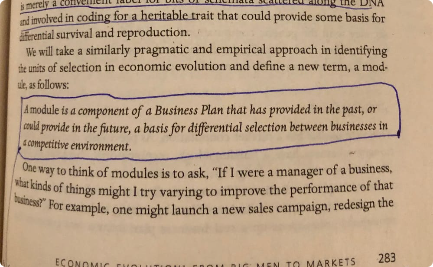 is merely a convenient label for bits of schemata scattered along the DNA
and involved in coding for a heritable trait that could provide some basis for
differential survival and reproduction.
We will take a similarly pragmatic and empirical approach in identifying
the units of selection in economic evolution and define a new term, a mod-
ule, as follows:
A module is a component of a Business Plan that has provided in the past, or
could provide in the future, a basis for differential selection between businesses in
a competitive environment.
One way to think of modules is to ask, "If I were a manager of a business,
what kinds of things might I try varying to improve the performance of that
business?" For example, one might launch a new sales campaign, redesign the
ECONOMIC EVOLUTION: FROM BIG MEN TO MARKETS 283